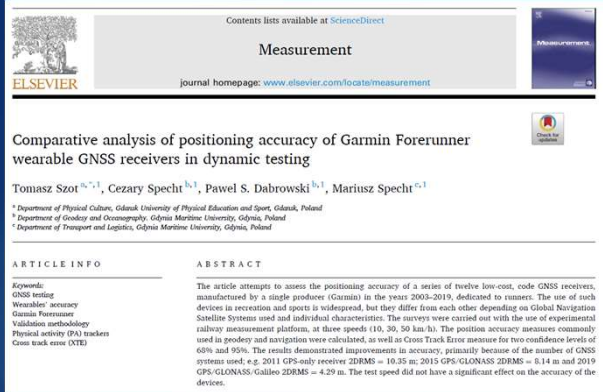 Contents lists available at ScienceDirect
Measurement
journal homepage: www.elsevier.com/locate/measurement
ELSEVIER
Measurement
Check for
updates
Comparative analysis of positioning accuracy of Garmin Forerunner
wearable GNSS receivers in dynamic testing
Tomasz Szot a,*,1, Cezary Specht b,1, Pawel S. Dabrowski b,1, Mariusz Specht c,1
a Department of Physical Culture, Gdansk University of Physical Education and Sport, Gdańsk, Poland
b Department of Geodesy and Oceanography. Gdynia Maritime University, Gdynia, Poland
c Department of Transport and Logistics, Gdynia Maritime University, Gdynia, Poland
ARTICLE INFO
Keywords:
GNSS testing
Wearables' accuracy
Garmin Forerunner
Validation methodology
Physical activity (PA) trackers
Cross track error (XTE)
ABSTRACT
The article attempts to assess the positioning accuracy of a series of twelve low-cost, code GNSS receivers,
manufactured by a single producer (Garmin) in the years 2003–2019, dedicated to runners. The use of such
devices in recreation and sports is widespread, but they differ from each other depending on Global Navigation
Satellite Systems used and individual characteristics. The surveys were carried out with the use of experimental
railway measurement platform, at three speeds (10, 30, 50 km/h). The position accuracy measures commonly
used in geodesy and navigation were calculated, as well as Cross Track Error measure for two confidence levels of
68% and 95%. The results demonstrated improvements in accuracy, primarily because of the number of GNSS
systems used; e.g. 2011 GPS-only receiver 2DRMS = 10.35 m; 2015 GPS/GLONASS 2DRMS = 8.14 m and 2019
GPS/GLONASS/Galileo 2DRMS = 4.29 m. The test speed did not have a significant effect on the accuracy of the
devices.